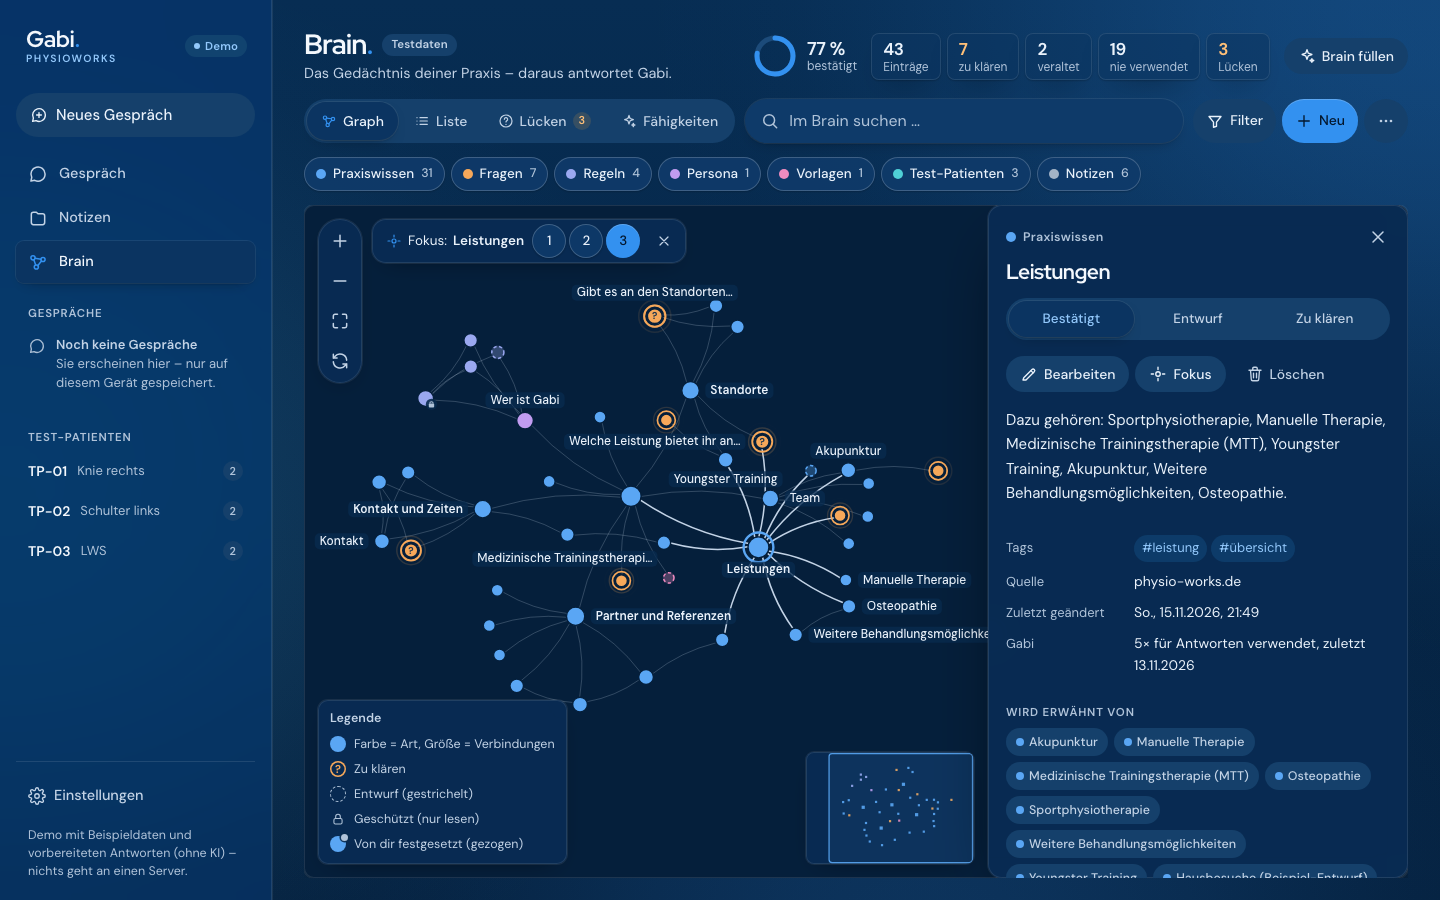 Gabi.
PHYSIOWORKS
Demo
Neues Gespräch
Gespräch
Notizen
Brain
GESPRÄCHE
Noch keine Gespräche
Sie erscheinen hier – nur auf
diesem Gerät gespeichert.
TEST-PATIENTEN
TP-01 Knie rechts 2
TP-02 Schulter links 2
TP-03 LWS 2
Einstellungen
Demo mit Beispieldaten und
vorbereiteten Antworten (ohne KI) –
nichts geht an einen Server.
Brain.
Testdaten
Das Gedächtnis deiner Praxis – daraus antwortet Gabi.
77 %
bestätigt
43
Einträge
7
zu klären
2
veraltet
19
nie verwendet
3
Lücken
Brain füllen
Graph
Liste
Lücken 3
Fähigkeiten
Im Brain suchen ...
Filter
Neu
Praxiswissen 31
Fragen 7
Regeln 4
Persona 1
Vorlagen 1
Test-Patienten 3
Notizen 6
Fokus: Leistungen 1 2 3
Gibt es an den Standorten...
Standorte
Wer ist Gabi
Welche Leistung bietet ihr an...
Akupunktur
Youngster Training
Team
Kontakt und Zeiten
Kontakt
Medizinische Trainingstherapi...
Leistungen
Manuelle Therapie
Osteopathie
Partner und Referenzen
Weitere Behandlungsmöglichke
Legende
Farbe = Art, Größe = Verbindungen
? Zu klären
Entwurf (gestrichelt)
Geschützt (nur lesen)
Von dir festgesetzt (gezogen)
Praxiswissen
Leistungen
Bestätigt
Entwurf
Zu klären
Bearbeiten
Fokus
Löschen
Dazu gehören: Sportphysiotherapie, Manuelle Therapie,
Medizinische Trainingstherapie (MTT), Youngster
Training, Akupunktur, Weitere
Behandlungsmöglichkeiten, Osteopathie.
Tags #leistung #übersicht
Quelle physio-works.de
Zuletzt geändert So., 15.11.2026, 21:49
Gabi 5× für Antworten verwendet, zuletzt
13.11.2026
WIRD ERWÄHNT VON
Akupunktur
Manuelle Therapie
Medizinische Trainingstherapie (MTT)
Osteopathie
Sportphysiotherapie
Weitere Behandlungsmöglichkeiten
Youngster Training
Hausbesuche (Beispiel-Entwurf)